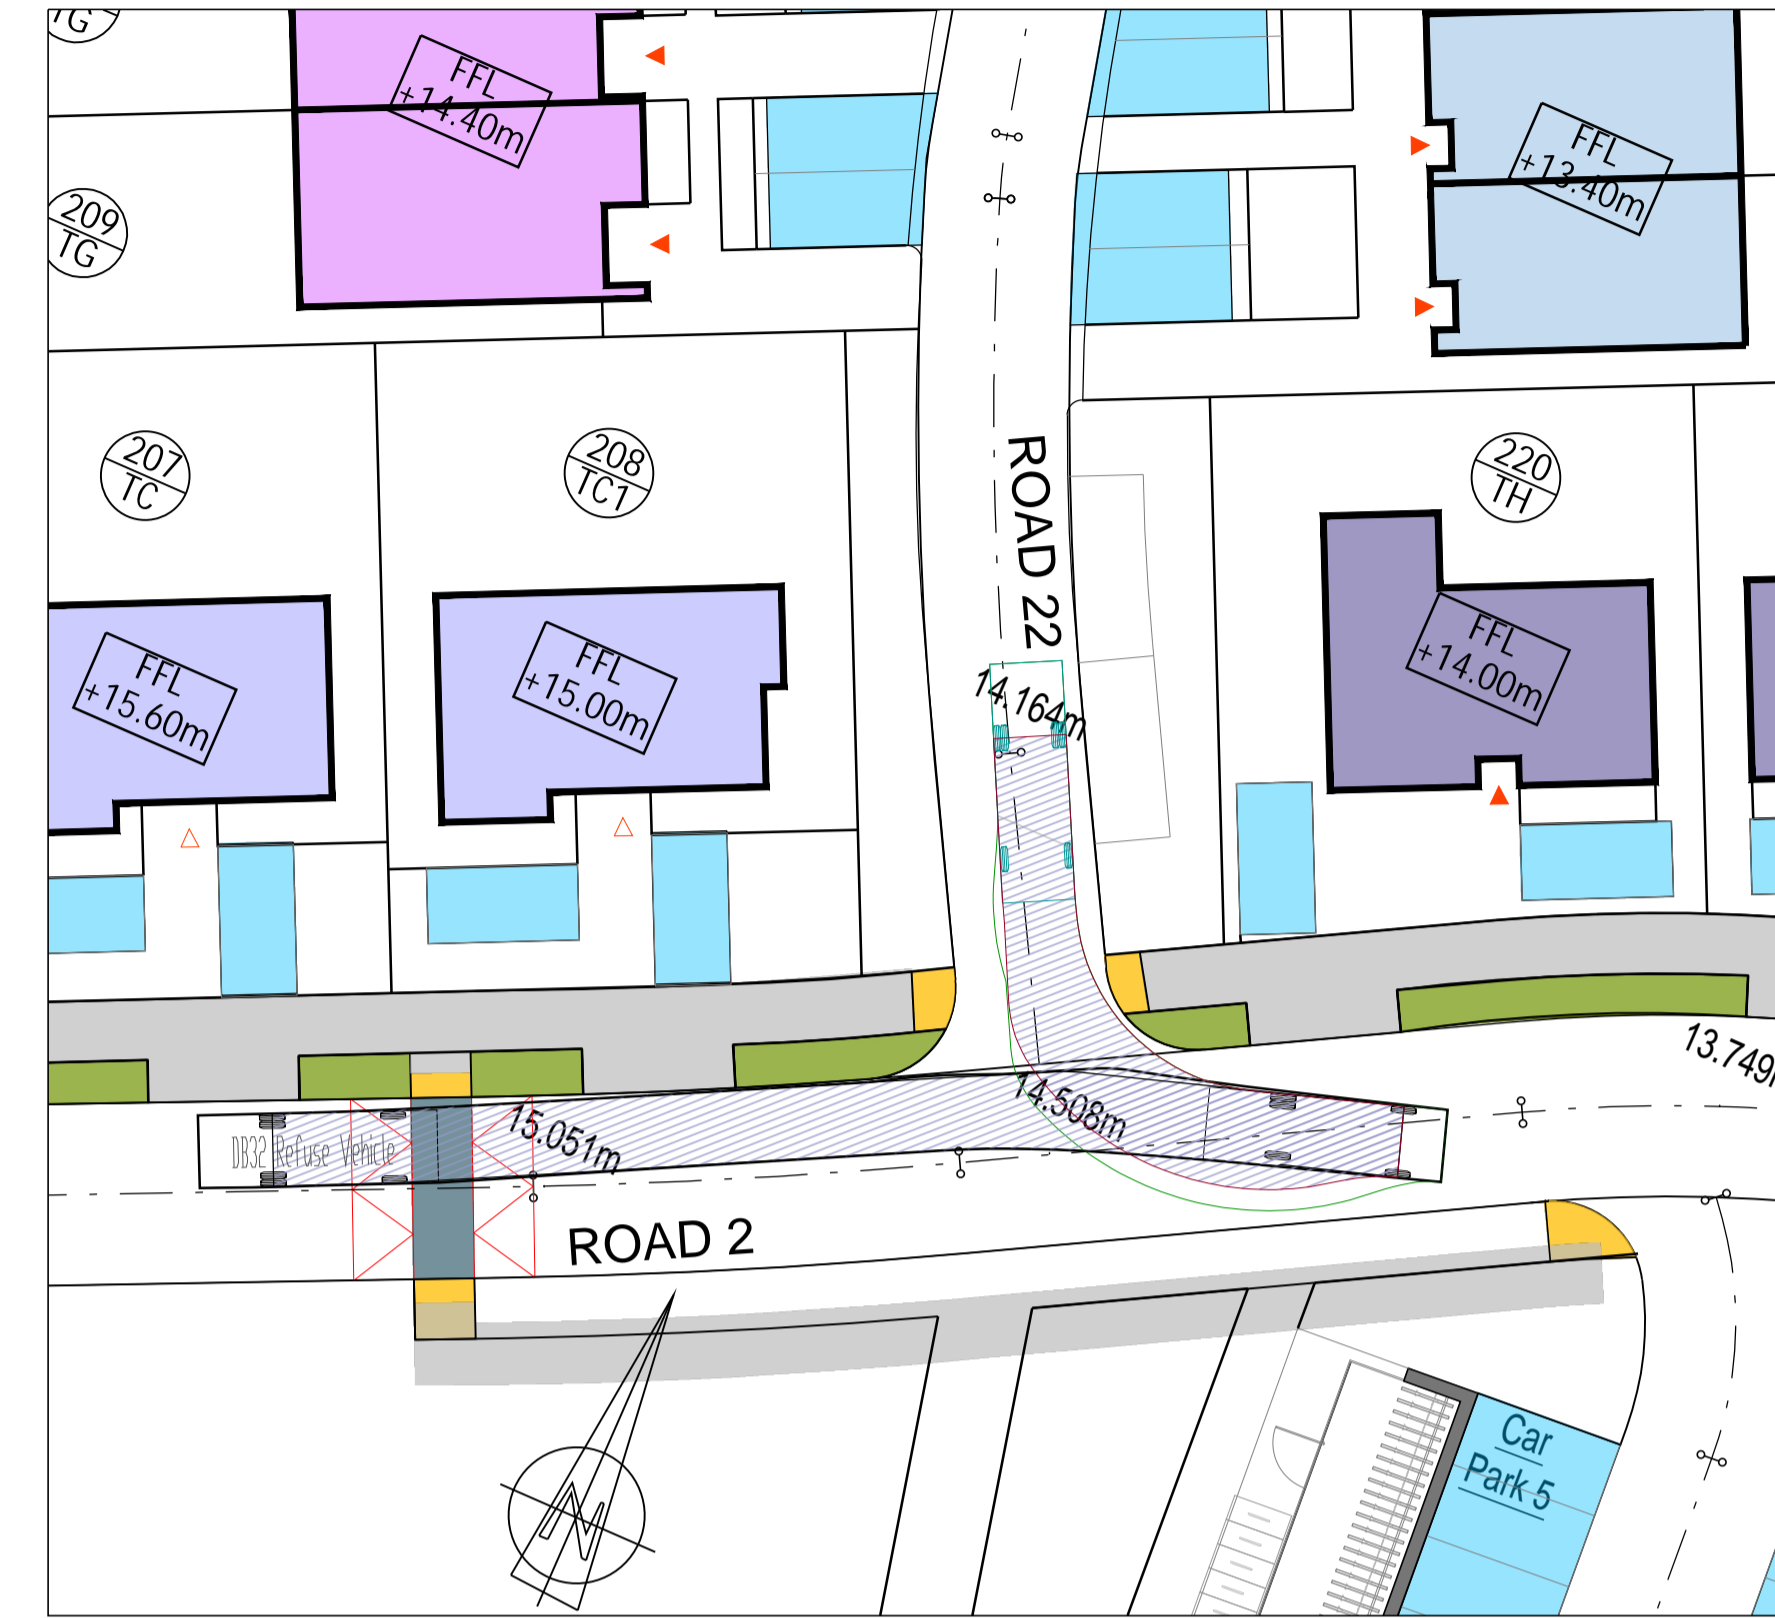 TG
FFL
+14.40m
FFL
+13.40m
209
TG
207
TC
208
TC1
ROAD 22
220
TH
FFL
+15.60m
FFL
+15.00m
FFL
+14.00m
14.164m
13.749m
14.508m
15.051m
DB32 Refuse Vehicle
ROAD 2
N
Car
Park 5